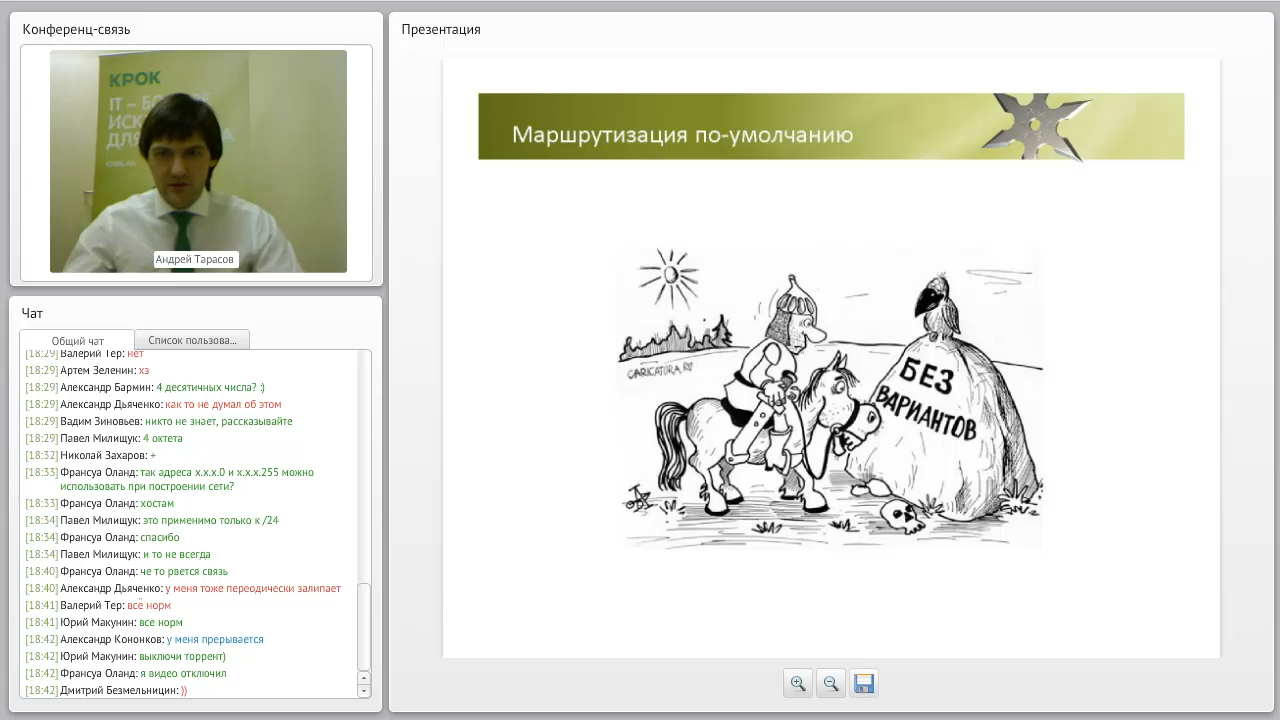 Конференц-связь
КРОК
IT –
ИСК
ДЛЯ
Андрей Тарасов
Чат
Общий чат
Список пользова...
[18:29] Валерий Тер: нет
[18:29] Артем Зеленин: хз
[18:29] Александр Бармин: 4 десятичных числа? :)
[18:29] Александр Дьяченко: как то не думал об этом
[18:29] Вадим Зиновьев: никто не знает, рассказывайте
[18:29] Павел Милищук: 4 октета
[18:32] Николай Захаров: +
[18:33] Франсуа Оланд: так адреса x.x.x.0 и x.x.x.255 можно
использовать при построении сети?
[18:33] Франсуа Оланд: хостам
[18:34] Павел Милищук: это применимо только к /24
[18:34] Франсуа Оланд: спасибо
[18:34] Павел Милищук: и то не всегда
[18:40] Франсуа Оланд: че то рвется связь
[18:40] Александр Дьяченко: у меня тоже переодически залипает
[18:41] Валерий Тер: всё норм
[18:41] Юрий Макунин: все норм
[18:42] Александр Кононков: у меня прерывается
[18:42] Юрий Макунин: выключи торрент)
[18:42] Франсуа Оланд: я видео отключил
[18:42] Дмитрий Безмельницин: ))
Презентация
Маршрутизация по-умолчанию
CARICATURA.RU
БЕЗ
ВАРИАНТОВ